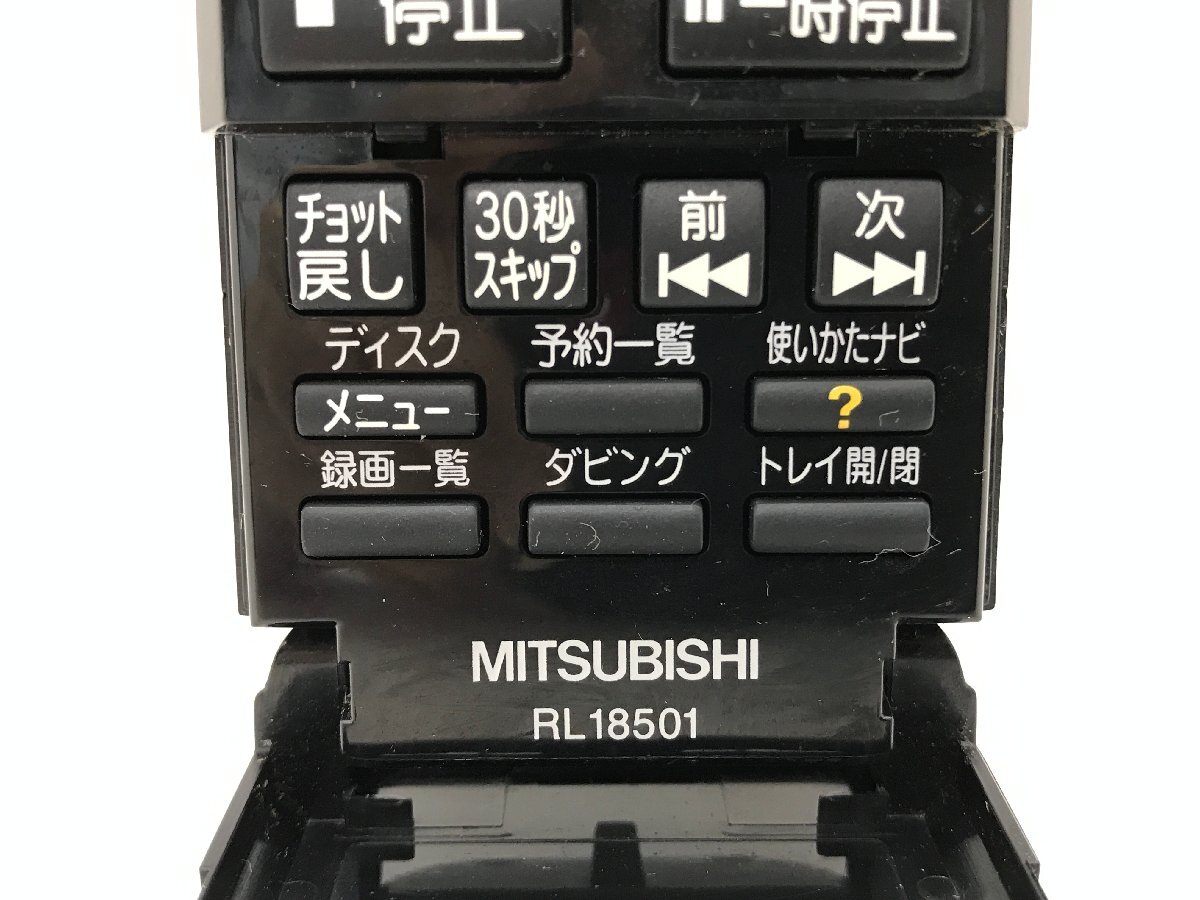 停止
一時停止
チョット
戻し
30秒
スキップ
前
次
ディスク
予約一覧
使いかたナビ
メニュー
?
録画一覧
ダビング
トレイ開/閉
MITSUBISHI
RL18501